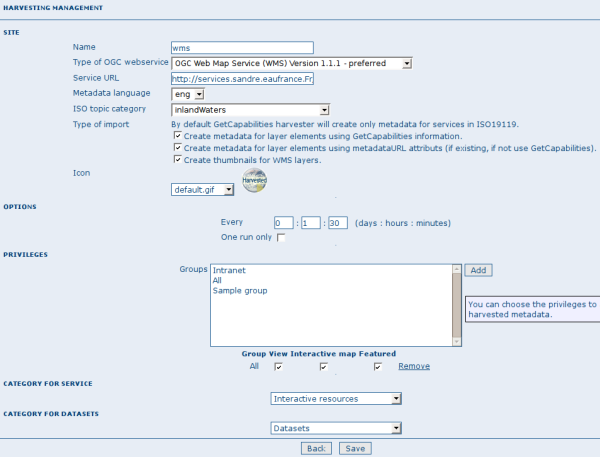 HARVESTING MANAGEMENT
SITE
Name wms
Type of OGC webservice OGC Web Map Service (WMS) Version 1.1.1 - preferred
Service URL http://services.sandre.eaufrance.Fr
Metadata language eng
ISO topic category inlandWaters
Type of import By default GetCapabilities harvester will create only metadata for services in ISO19119.
Create metadata for layer elements using GetCapabilities information.
Create metadata for layer elements using metadataURL attributs (if existing, if not use GetCapabilities).
Create thumbnails for WMS layers.
Icon
Harvested
default.gif
OPTIONS
Every 0 : 1 : 30 (days : hours : minutes)
One run only
PRIVILEGES
Groups Intranet Add
All
Sample group
You can choose the privileges to
harvested metadata.
Group View Interactive map Featured
All Remove
CATEGORY FOR SERVICE
Interactive resources
CATEGORY FOR DATASETS
Datasets
Back Save